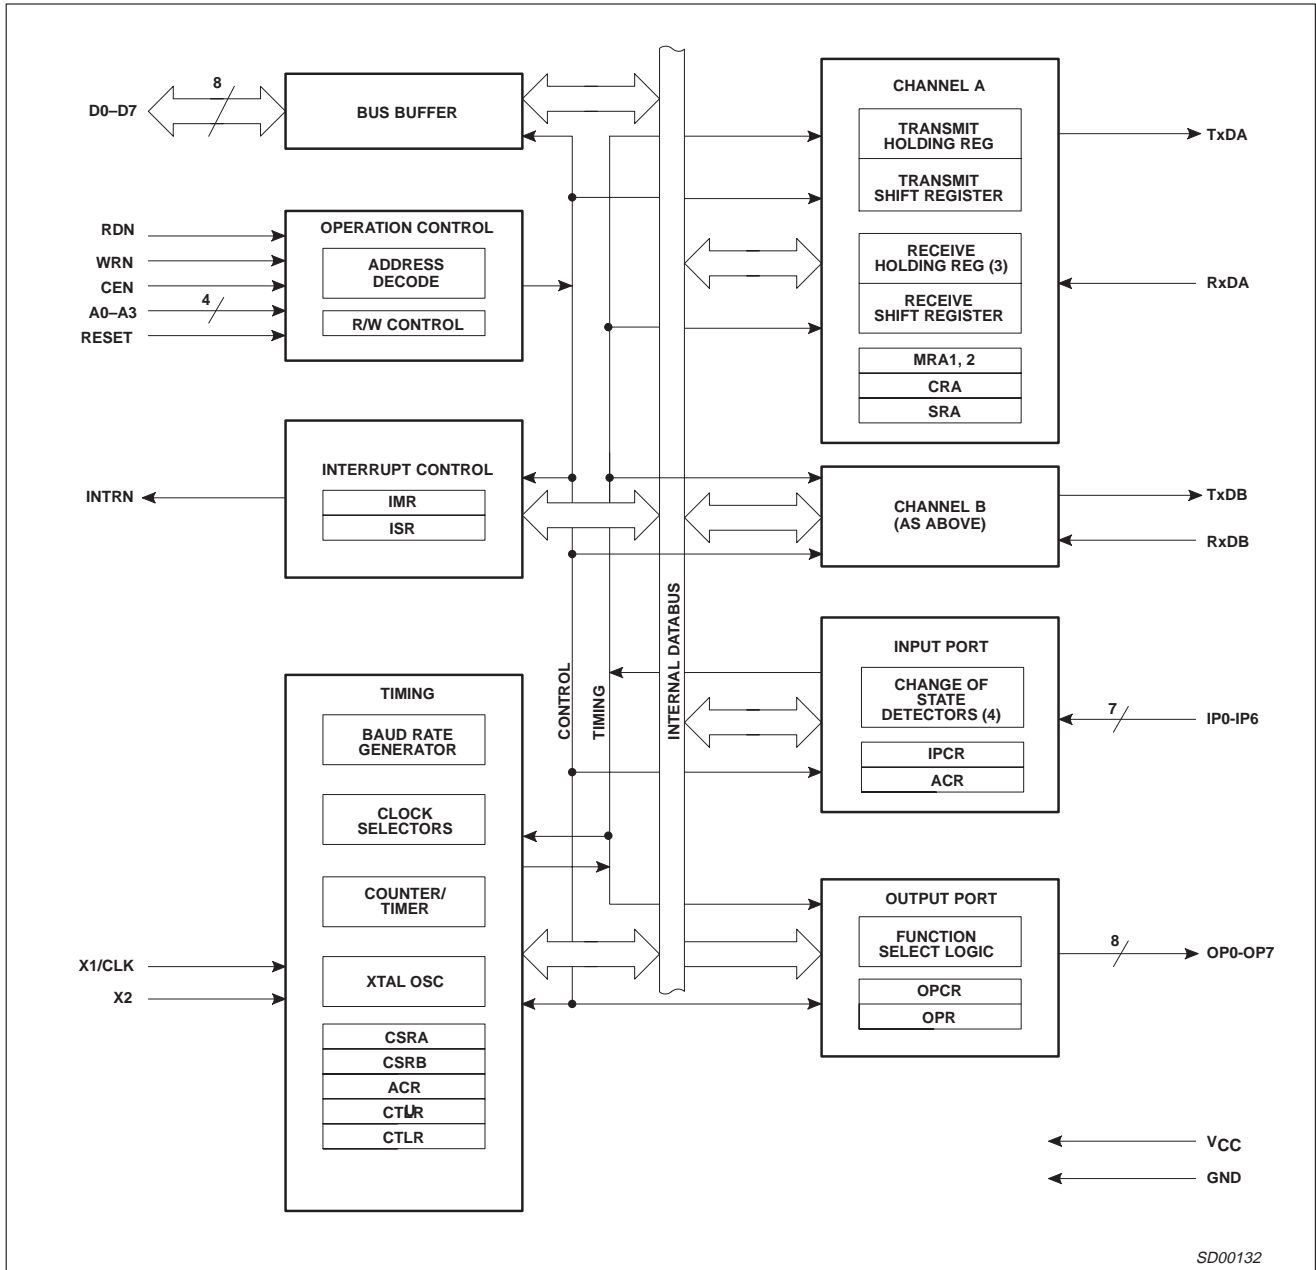 D0–D7
8
BUS BUFFER
RDN
WRN
CEN
A0–A3
4
RESET
OPERATION CONTROL
ADDRESS
DECODE
R/W CONTROL
INTRN
INTERRUPT CONTROL
IMR
ISR
TIMING
BAUD RATE
GENERATOR
CLOCK
SELECTORS
COUNTER/
TIMER
X1/CLK
X2
XTAL OSC
CSRA
CSRB
ACR
CTLR
CONTROL
TIMING
INTERNAL DATABUS
CHANNEL A
TRANSMIT
HOLDING REG
TRANSMIT
SHIFT REGISTER
RECEIVE
HOLDING REG (3)
RECEIVE
SHIFT REGISTER
MRA1, 2
CRA
SRA
TxDA
RxDA
CHANNEL B
(AS ABOVE)
TxDB
RxDB
INPUT PORT
CHANGE OF
STATE
DETECTORS (4)
IPCR
ACR
7
IP0-IP6
OUTPUT PORT
FUNCTION
SELECT LOGIC
OPCR
OPR
8
OP0-OP7
VCC
GND
SD00132